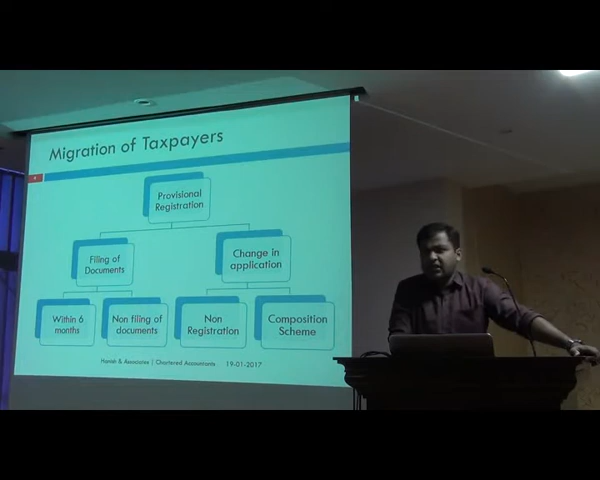 Migration of Taxpayers
Provisional
Registration
Filing of
Documents
Change in
application
Within 6
months
Non filing of
documents
Non
Registration
Composition
Scheme
& Associates | Chartered Accountants 19-01-2017